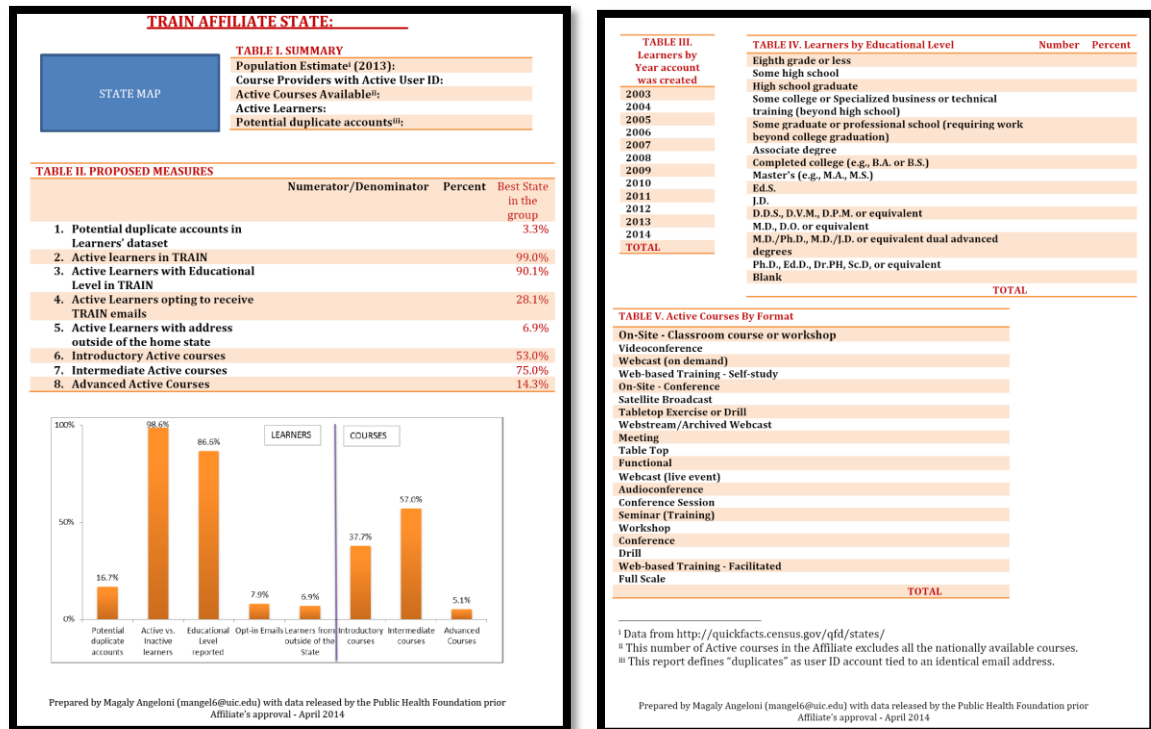 TRAIN AFFILIATE STATE:
STATE MAP
TABLE I. SUMMARY
Population Estimateⁱ (2013):
Course Providers with Active User ID:
Active Courses Availableⁱⁱ:
Active Learners:
Potential duplicate accountsⁱⁱⁱ:
TABLE II. PROPOSED MEASURES
Numerator/Denominator Percent Best State
in the
group
1. Potential duplicate accounts in 3.3%
Learners' dataset
2. Active learners in TRAIN 99.0%
3. Active Learners with Educational 90.1%
Level in TRAIN
4. Active Learners opting to receive 28.1%
TRAIN emails
5. Active Learners with address 6.9%
outside of the home state
6. Introductory Active courses 53.0%
7. Intermediate Active courses 75.0%
8. Advanced Active Courses 14.3%
100%
50%
0%
LEARNERS
COURSES
16.7%
98.6%
86.6%
7.9%
6.9%
37.7%
57.0%
5.1%
Potential
duplicate
accounts
Active vs.
Inactive
learners
Educational
Level
reported
Opt-in Emails
Learners from
outside of the
State
Introductory
courses
Intermediate
courses
Advanced
Courses
Prepared by Magaly Angeloni (mangel6@uic.edu) with data released by the Public Health Foundation prior
Affiliate's approval - April 2014
TABLE III.
Learners by
Year account
was created
2003
2004
2005
2006
2007
2008
2009
2010
2011
2012
2013
2014
TOTAL
TABLE IV. Learners by Educational Level Number Percent
Eighth grade or less
Some high school
High school graduate
Some college or Specialized business or technical
training (beyond high school)
Some graduate or professional school (requiring work
beyond college graduation)
Associate degree
Completed college (e.g., B.A. or B.S.)
Master's (e.g., M.A., M.S.)
Ed.S.
J.D.
D.D.S., D.V.M., D.P.M. or equivalent
M.D., D.O. or equivalent
M.D./Ph.D., M.D./J.D. or equivalent dual advanced
degrees
Ph.D., Ed.D., Dr.PH, Sc.D, or equivalent
Blank
TOTAL
TABLE V. Active Courses By Format
On-Site - Classroom course or workshop
Videoconference
Webcast (on demand)
Web-based Training - Self-study
On-Site - Conference
Satellite Broadcast
Tabletop Exercise or Drill
Webstream/Archived Webcast
Meeting
Table Top
Functional
Webcast (live event)
Audioconference
Conference Session
Seminar (Training)
Workshop
Conference
Drill
Web-based Training - Facilitated
Full Scale
TOTAL
ⁱ Data from http://quickfacts.census.gov/qfd/states/
ⁱⁱ This number of Active courses in the Affiliate excludes all the nationally available courses.
ⁱⁱⁱ This report defines "duplicates" as user ID account tied to an identical email address.
Prepared by Magaly Angeloni (mangel6@uic.edu) with data released by the Public Health Foundation prior
Affiliate's approval - April 2014